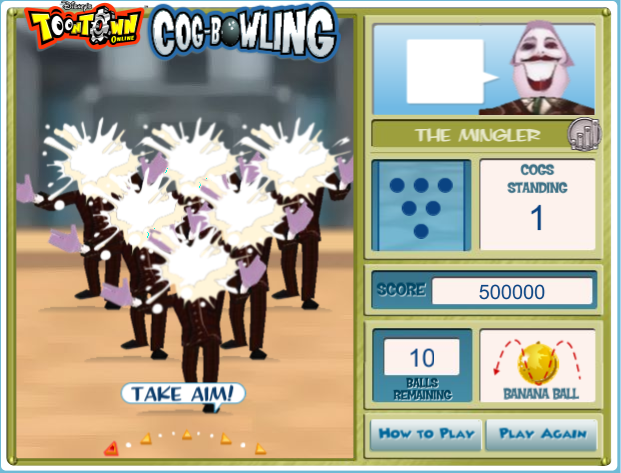 Disney's
TOONTOWN
ONLINE
COG-BOWLING
THE MINGLER
COGS
STANDING
1
SCORE 500000
10
BALLS
REMAINING
BANANA BALL
TAKE AIM!
HOW TO PLAY
PLAY AGAIN